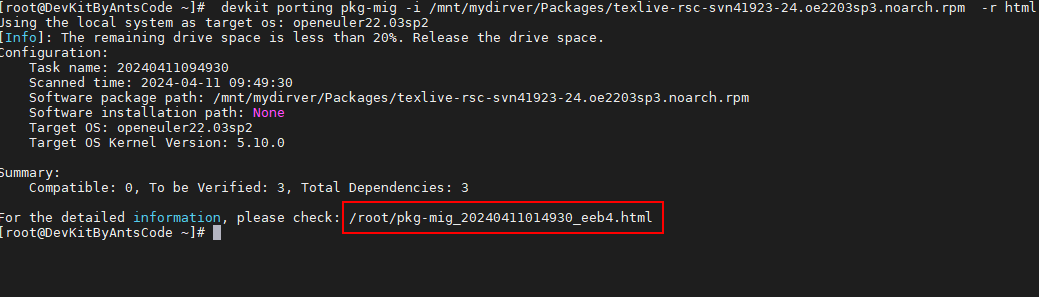 [root@DevKitByAntsCode ~]#  devkit porting pkg-mig -i /mnt/mydirver/Packages/texlive-rsc-svn41923-24.oe2203sp3.noarch.rpm  -r html
Using the local system as target os: openeuler22.03sp2
[Info]: The remaining drive space is less than 20%. Release the drive space.
Configuration:
    Task name: 20240411094930
    Scanned time: 2024-04-11 09:49:30
    Software package path: /mnt/mydirver/Packages/texlive-rsc-svn41923-24.oe2203sp3.noarch.rpm
    Software installation path: None
    Target OS: openeuler22.03sp2
    Target OS Kernel Version: 5.10.0
Summary:
    Compatible: 0, To be Verified: 3, Total Dependencies: 3
For the detailed information, please check: /root/pkg-mig_20240411014930_eeb4.html
[root@DevKitByAntsCode ~]#